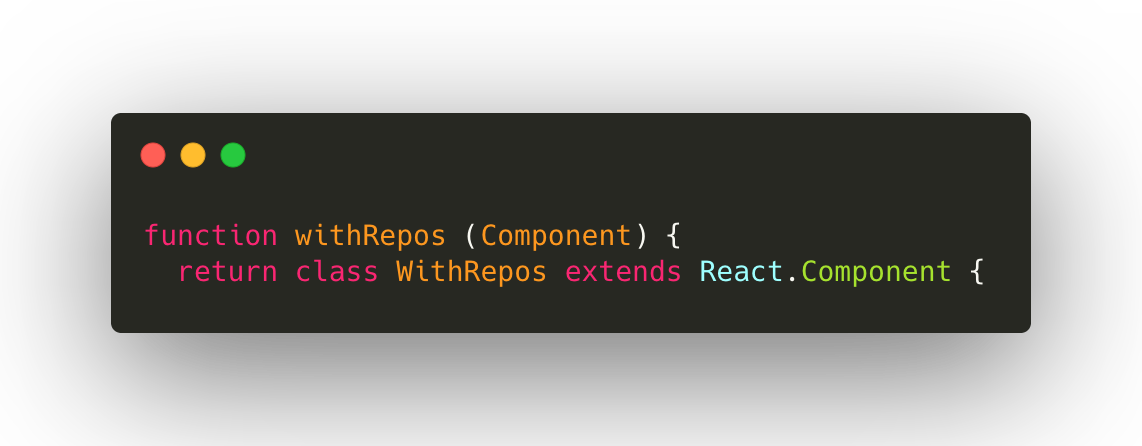 function withRepos (Component) {
  return class WithRepos extends React.Component {